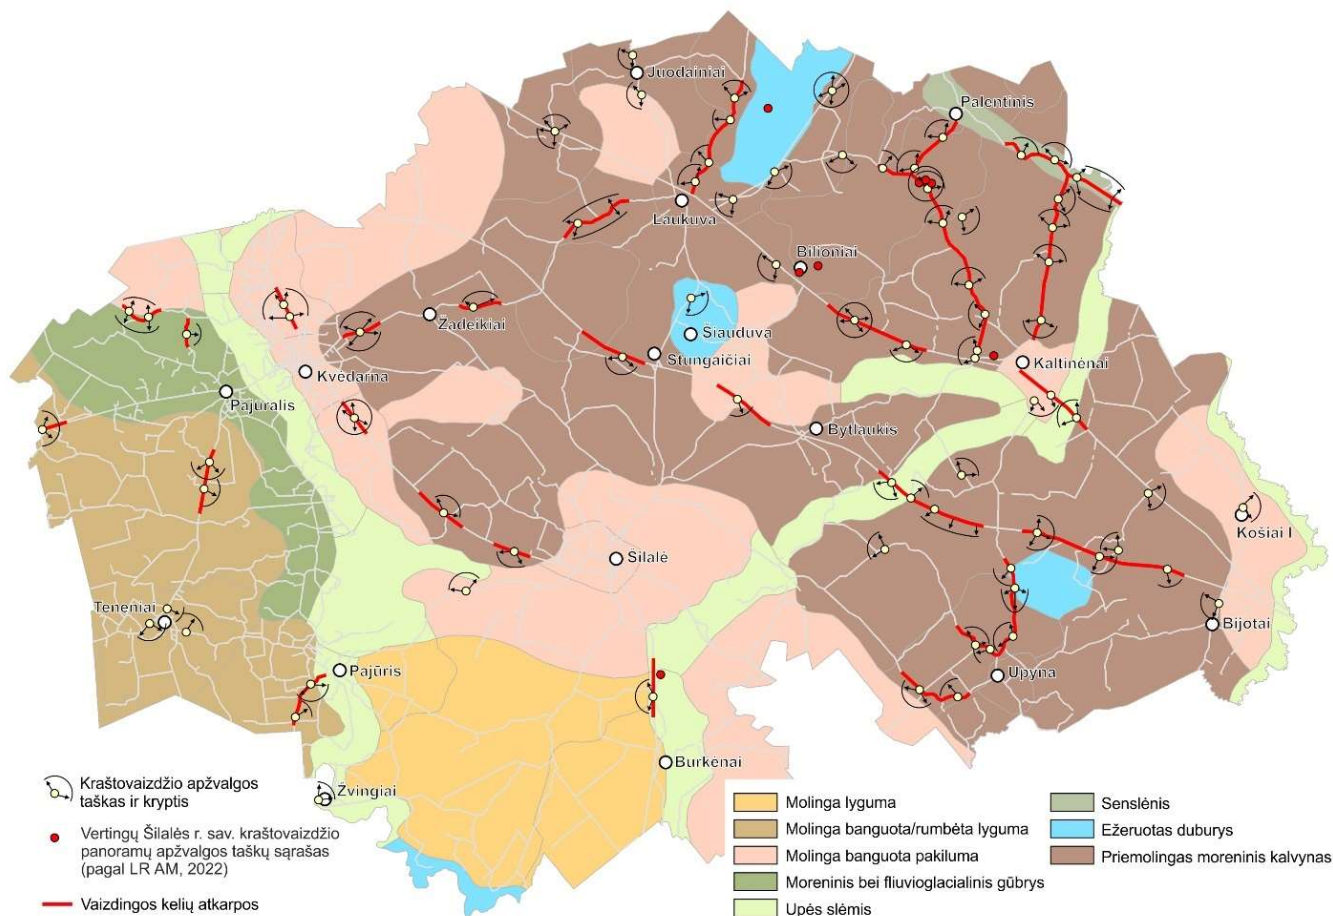 Juodainiai
Palentinis
Laukuva
Bilioniai
Žadeikiai
Šiauduva
Stungaičiai
Kaltinėnai
Kvėdarna
Pajūralis
Bytlaukis
Košiai I
Šilalė
Teneniai
Bijotai
Pajūris
Upyna
Burkėnai
Žvingiai
Kraštovaizdžio apžvalgos
taškas ir kryptis
Vertingų Šilalės r. sav. kraštovaizdžio
panoramų apžvalgos taškų sąrašas
(pagal LR AM, 2022)
Vaizdingos kelių atkarpos
Molinga lyguma
Molinga banguota/rumbėta lyguma
Molinga banguota pakiluma
Moreninis bei fliuvioglacialinis gūbrys
Upės slėmis
Senslėnis
Ežeruotas duburys
Priemolingas moreninis kalvynas